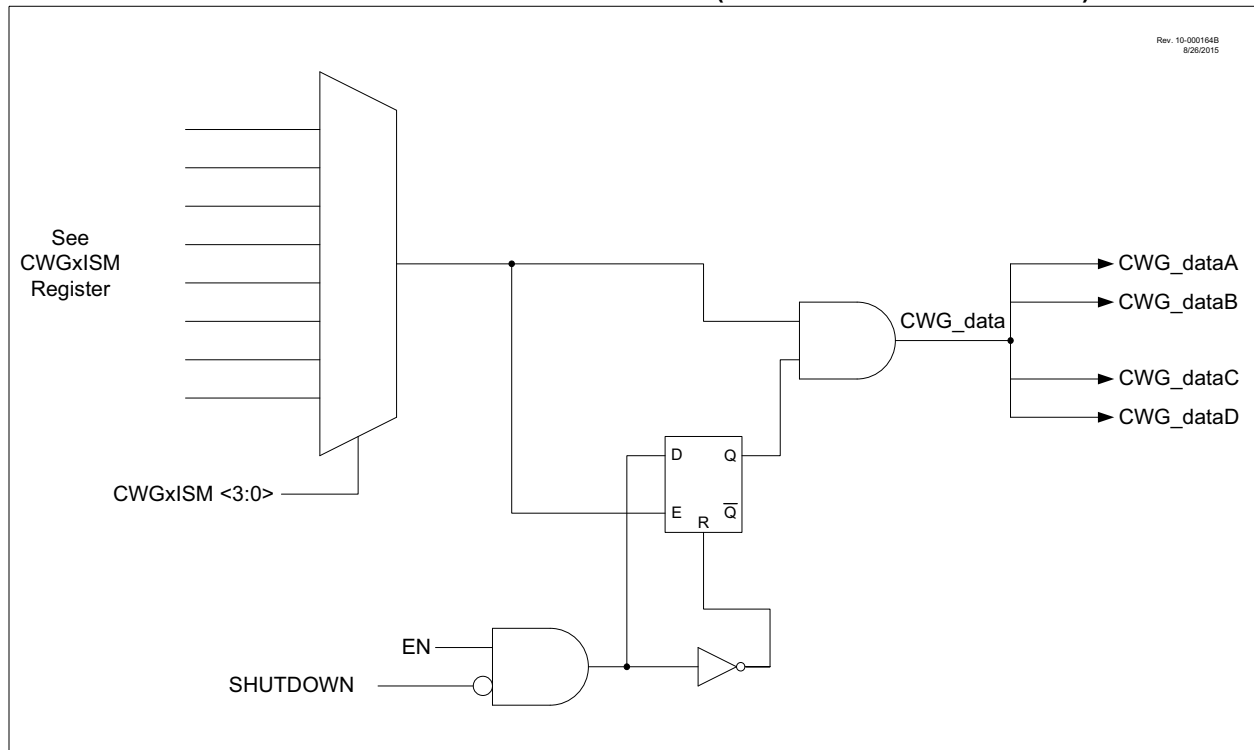 Rev. 10-000164B
8/26/2015
See
CWGxISM
Register
CWGxISM <3:0>
CWG_data
CWG_dataA
CWG_dataB
CWG_dataC
CWG_dataD
D
Q
E
Q
R
EN
SHUTDOWN